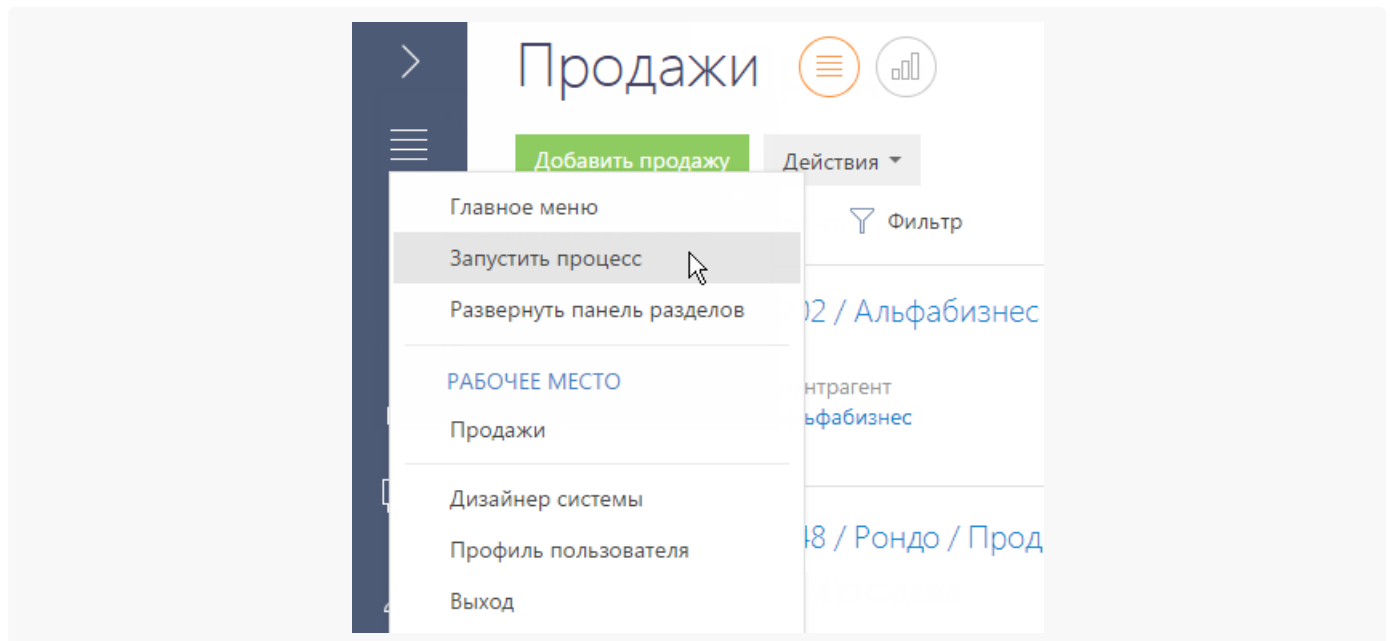 Продажи
Добавить продажу
Действия
Главное меню
Фильтр
Запустить процесс
Развернуть панель разделов
02 / Альфабизнес
РАБОЧЕЕ МЕСТО
нтрагент
ьфабизнес
Продажи
Дизайнер системы
48 / Рондо / Прод
Профиль пользователя
Выход